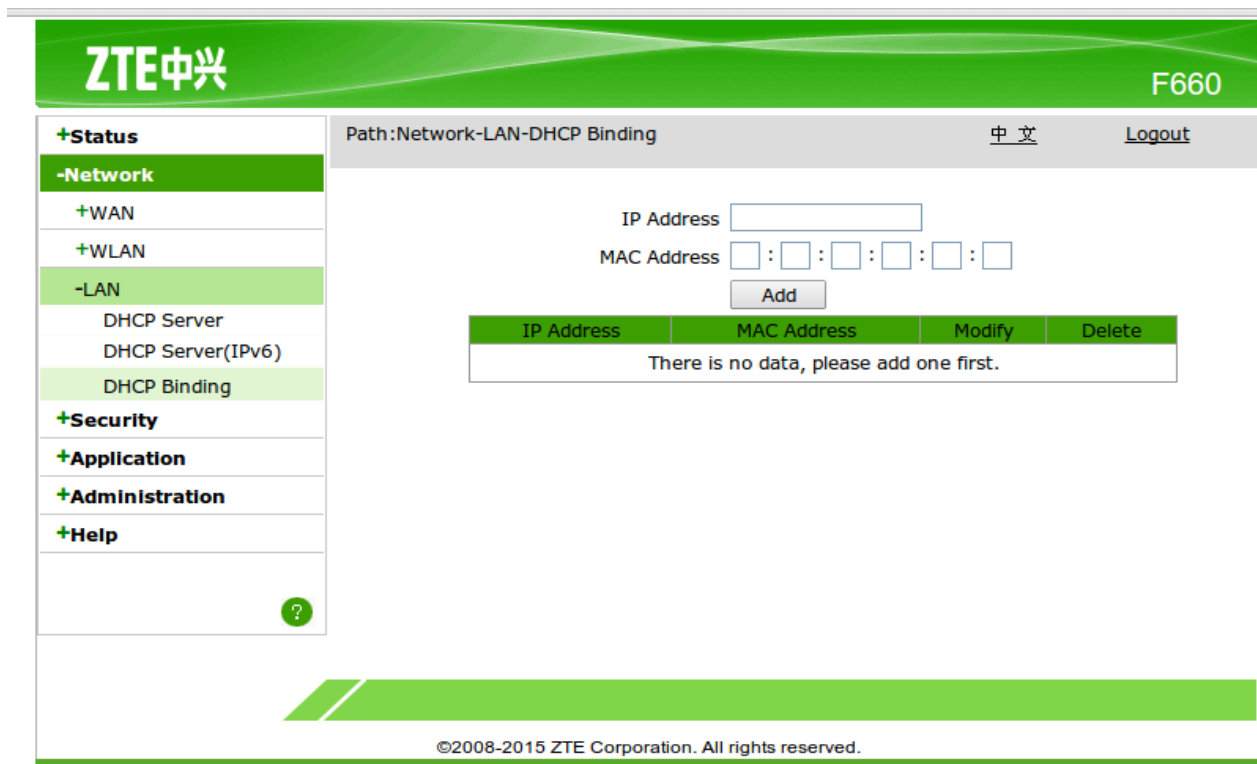 ZTE中兴
F660
+Status
Path:Network-LAN-DHCP Binding 中文 Logout
-Network
+WAN
+WLAN
-LAN
DHCP Server
DHCP Server(IPv6)
DHCP Binding
+Security
+Application
+Administration
+Help
?
IP Address
MAC Address : : : : :
Add
IP Address MAC Address Modify Delete
There is no data, please add one first.
©2008-2015 ZTE Corporation. All rights reserved.